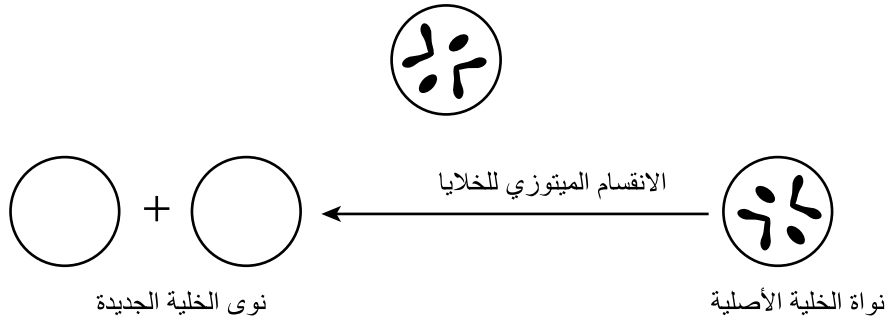 الانقسام الميتوزي للخلايا
+
نواة الخلية الأصلية
نوى الخلية الجديدة